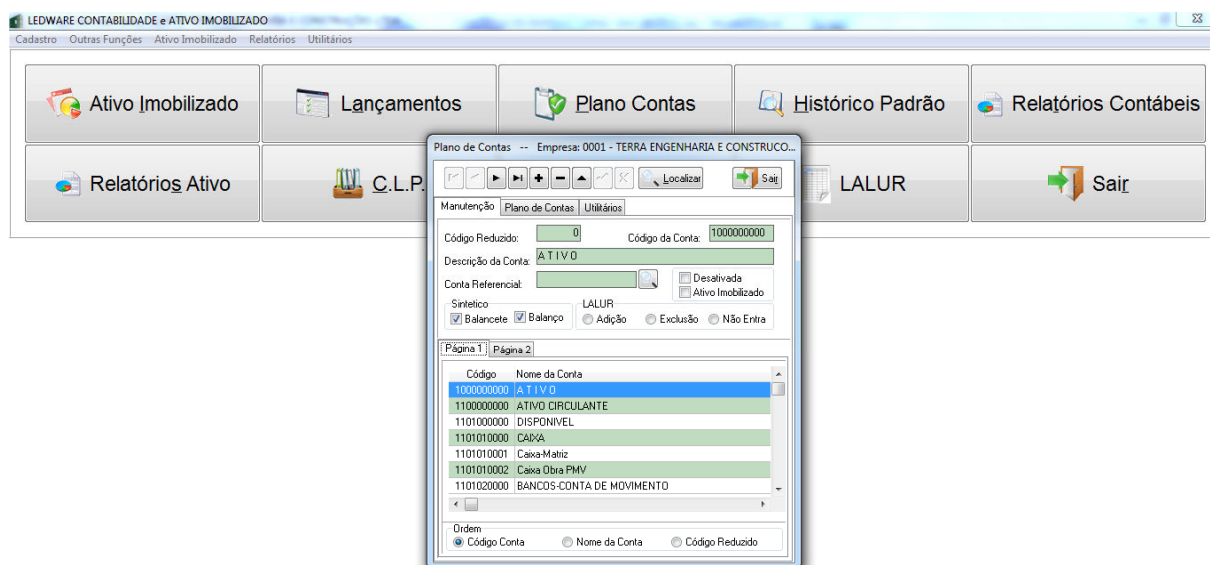 LEDWARE CONTABILIDADE e ATIVO IMOBILIZADO
Cadastro Outras Funções Ativo Imobilizado Relatórios Utilitários
Ativo Imobilizado Lançamentos Plano Contas Histórico Padrão Relatórios Contábeis
Relatórios Ativo C.L.P. LALUR Sair
Plano de Contas -- Empresa: 0001 - TERRA ENGENHARIA E CONSTRUCO...
Localizar Sair
Manutenção Plano de Contas Utilitários
Código Reduzido: 0 Código da Conta: 1000000000
Descrição da Conta: A T I V O
Conta Referencial: Desativada
Ativo Imobilizado
Sintetico LALUR
Balancete Balanço Adição Exclusão Não Entra
Página 1 Página 2
Código Nome da Conta
1000000000 A T I V O
1100000000 ATIVO CIRCULANTE
1101000000 DISPONIVEL
1101010000 CAIXA
1101010001 Caixa-Matriz
1101010002 Caixa Obra PMV
1101020000 BANCOS-CONTA DE MOVIMENTO
Ordem
Código Conta Nome da Conta Código Reduzido